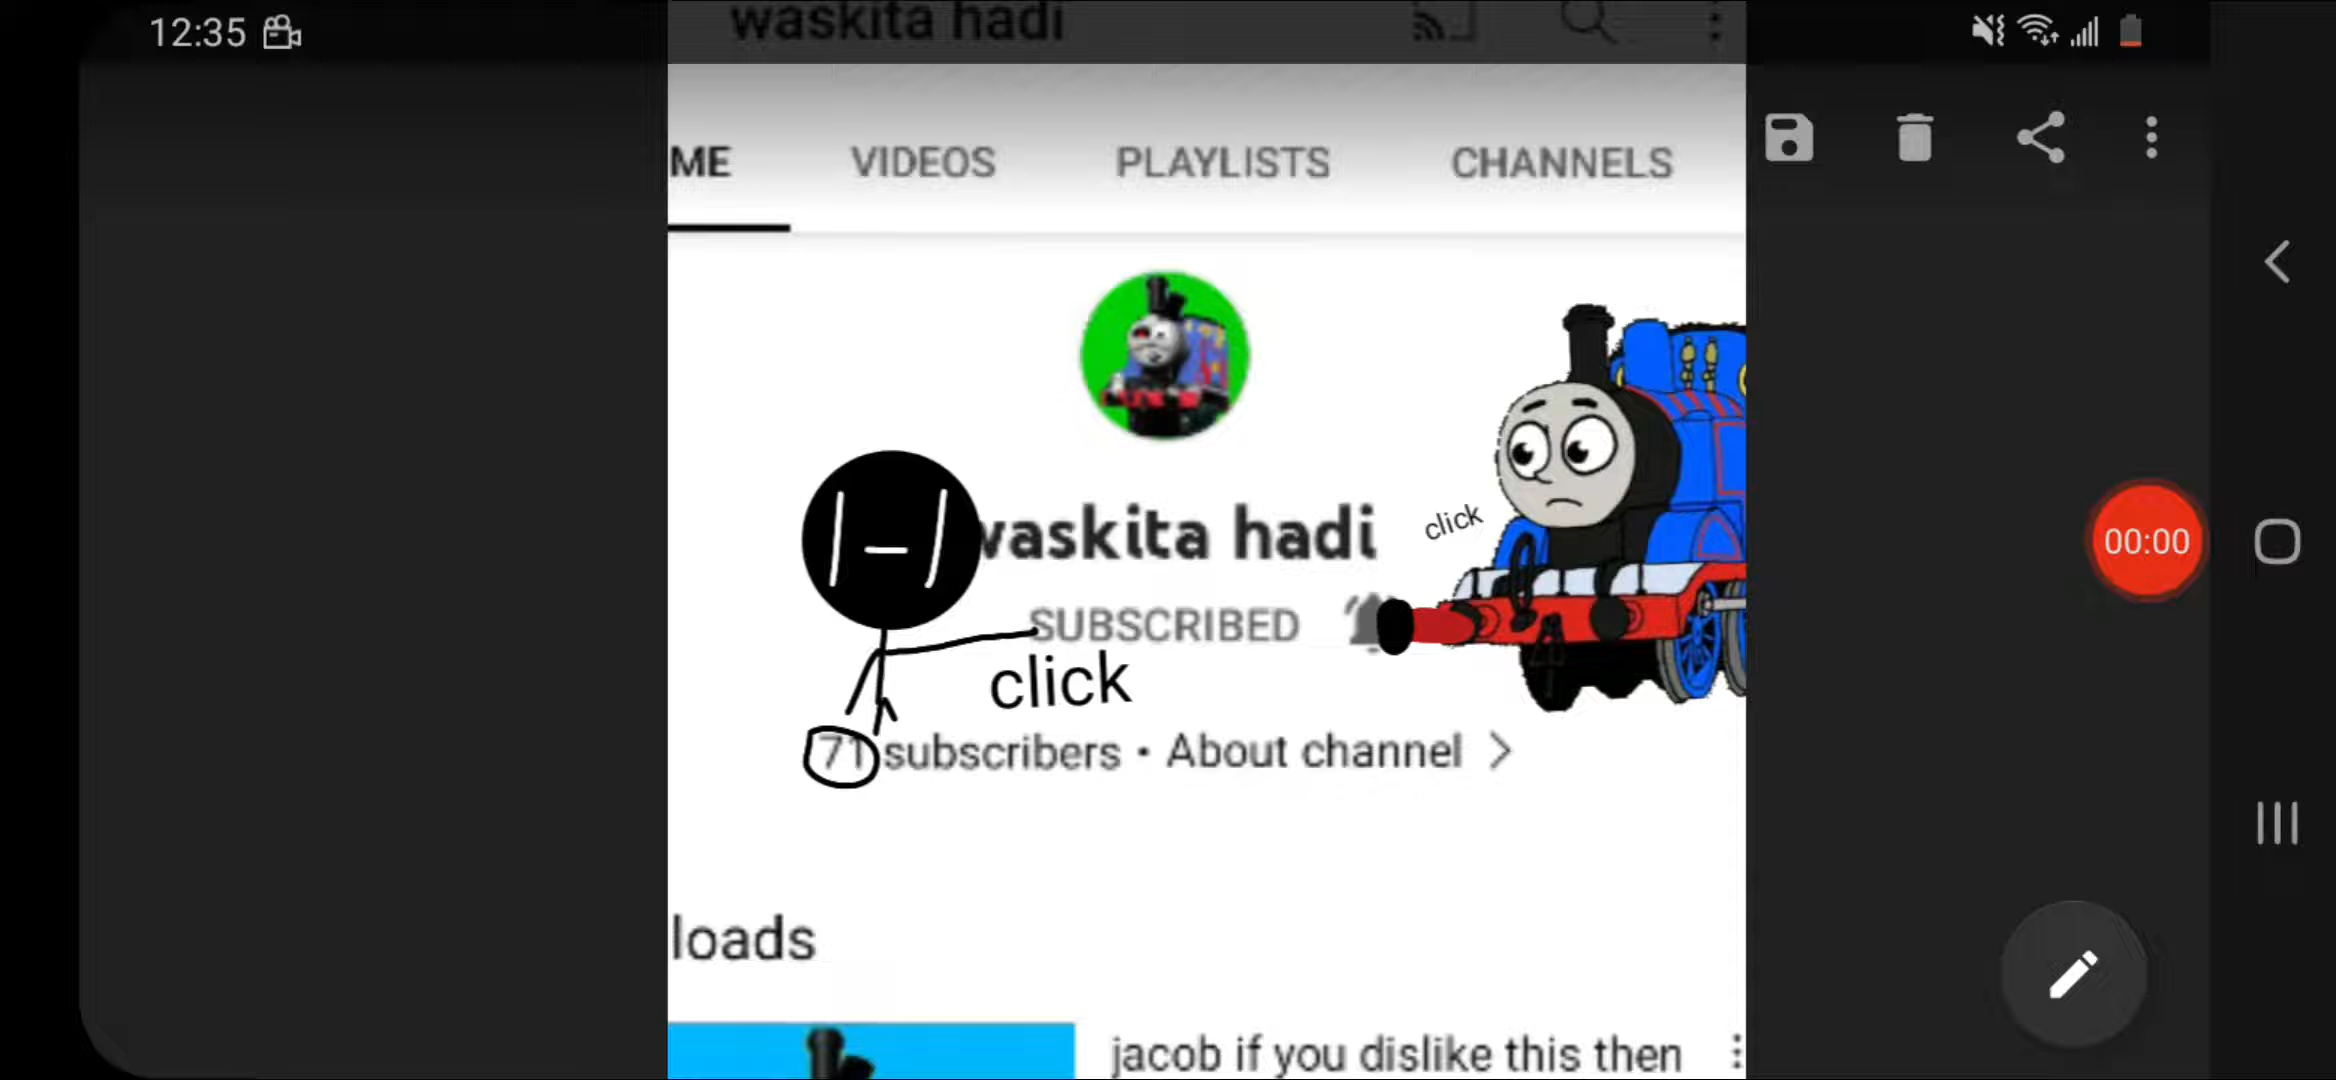 12:35
waskita hadi
ME VIDEOS PLAYLISTS CHANNELS
waskita hadi
click
SUBSCRIBED
click
71 subscribers • About channel
00:00
loads
jacob if you dislike this then